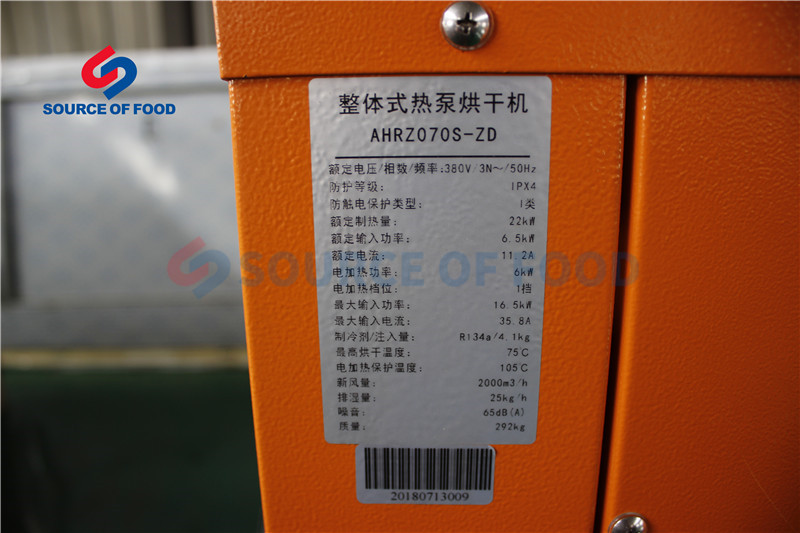 SOURCE OF FOOD
整体式热泵烘干机
AHRZ070S-ZD
额定电压/相数/频率:380V/3N～/50Hz
防护等级: IPX4
防触电保护类型: I类
额定制热量: 22kW
额定输入功率: 6.5kW
额定电流: 11.2A
SOURCE OF FOOD
电加热功率: 6kW
电加热档位: 1档
最大输入功率: 16.5kW
最大输入电流: 35.8A
制冷剂/注入量: R134a/4.1kg
最高烘干温度: 75℃
电加热保护温度: 105℃
新风量: 2000m3/h
排湿量: 25kg/h
噪音: 65dB(A)
质量: 292kg
20180713009